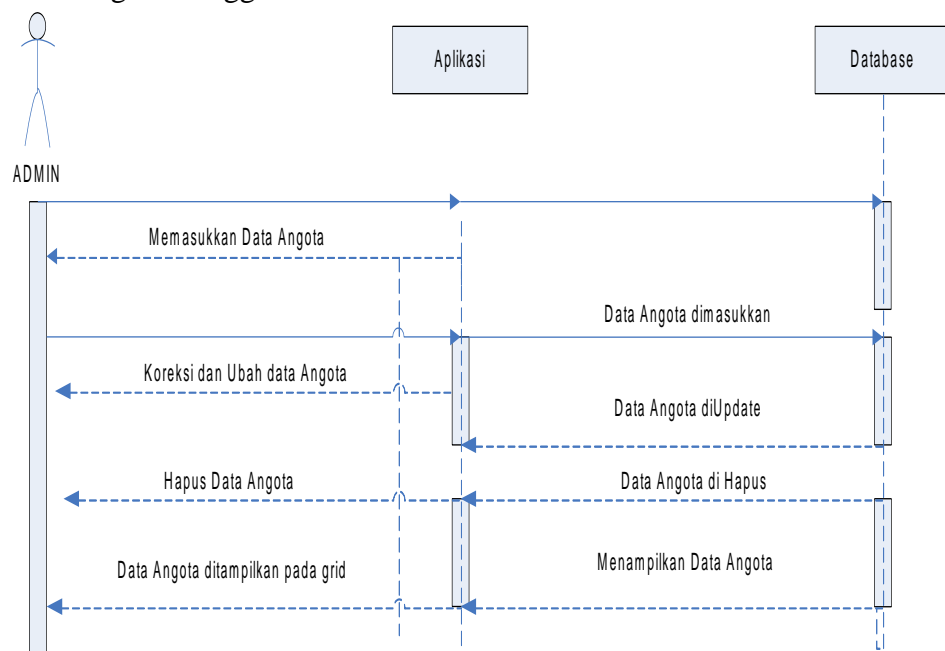 Aplikasi
Database
ADMIN
Memasukkan Data Angota
Data Angota dimasukkan
Koreksi dan Ubah data Angota
Data Angota diUpdate
Hapus Data Angota
Data Angota di Hapus
Data Angota ditampilkan pada grid
Menampilkan Data Angota